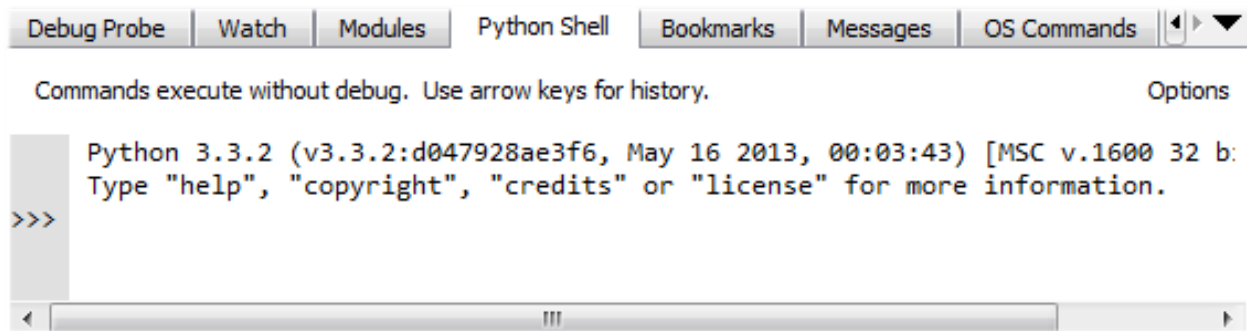 Debug Probe Watch Modules Python Shell Bookmarks Messages OS Commands
Commands execute without debug. Use arrow keys for history. Options
Python 3.3.2 (v3.3.2:d047928ae3f6, May 16 2013, 00:03:43) [MSC v.1600 32 b
Type "help", "copyright", "credits" or "license" for more information.
>>>